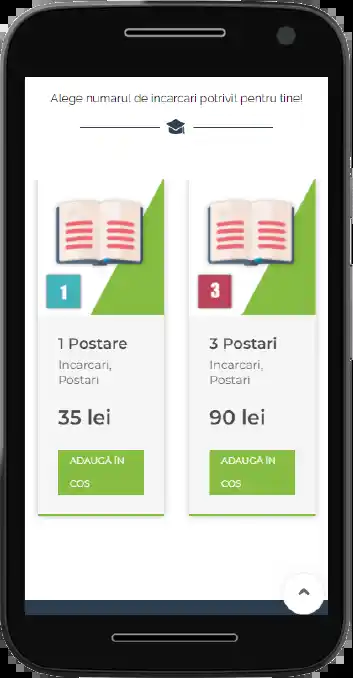 Alege numarul de incarcari potrivit pentru tine!
1
3
1 Postare
Incarcari,
Postari
35 lei
ADAUGĂ ÎN
COS
3 Postari
Incarcari,
Postari
90 lei
ADAUGĂ ÎN
COS